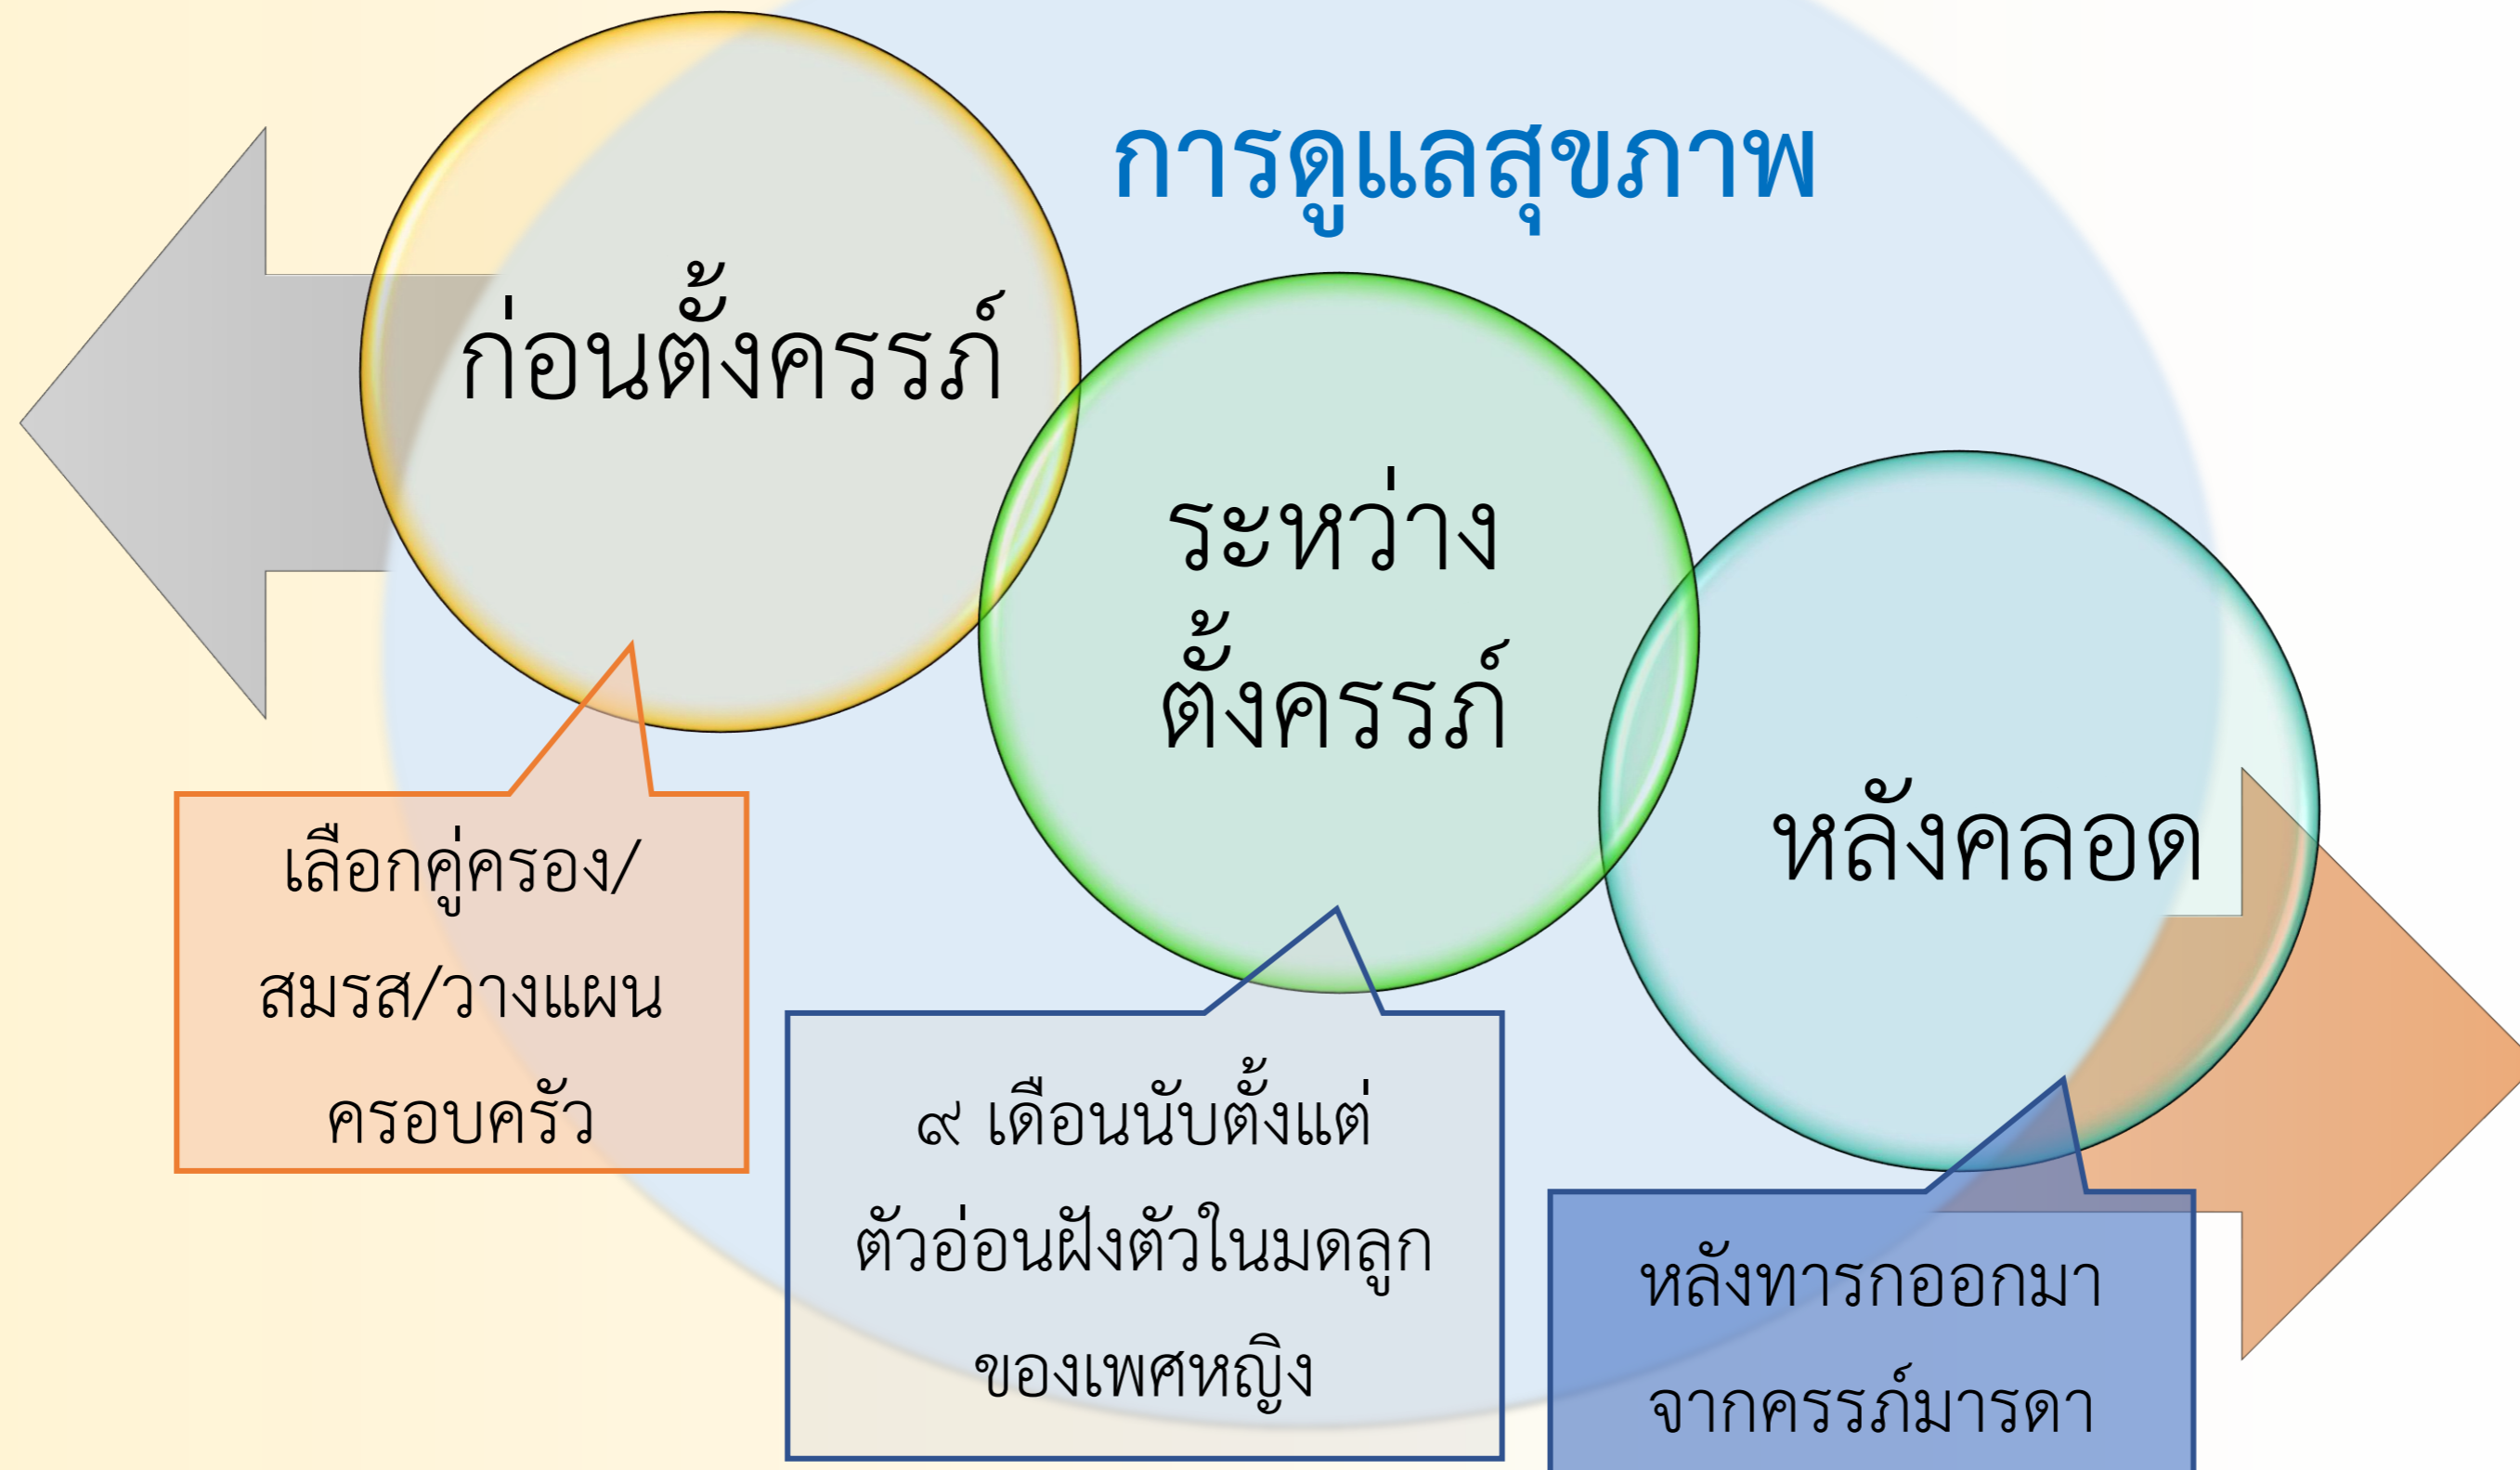 การดูแลสุขภาพ
ก่อนตั้งครรภ์
ระหว่าง
ตั้งครรภ์
หลังคลอด
เลือกคู่ครอง/
สมรส/วางแผน
ครอบครัว
๙ เดือนนับตั้งแต่
ตัวอ่อนฝังตัวในมดลูก
ของเพศหญิง
หลังทารกออกมา
จากครรภ์มารดา